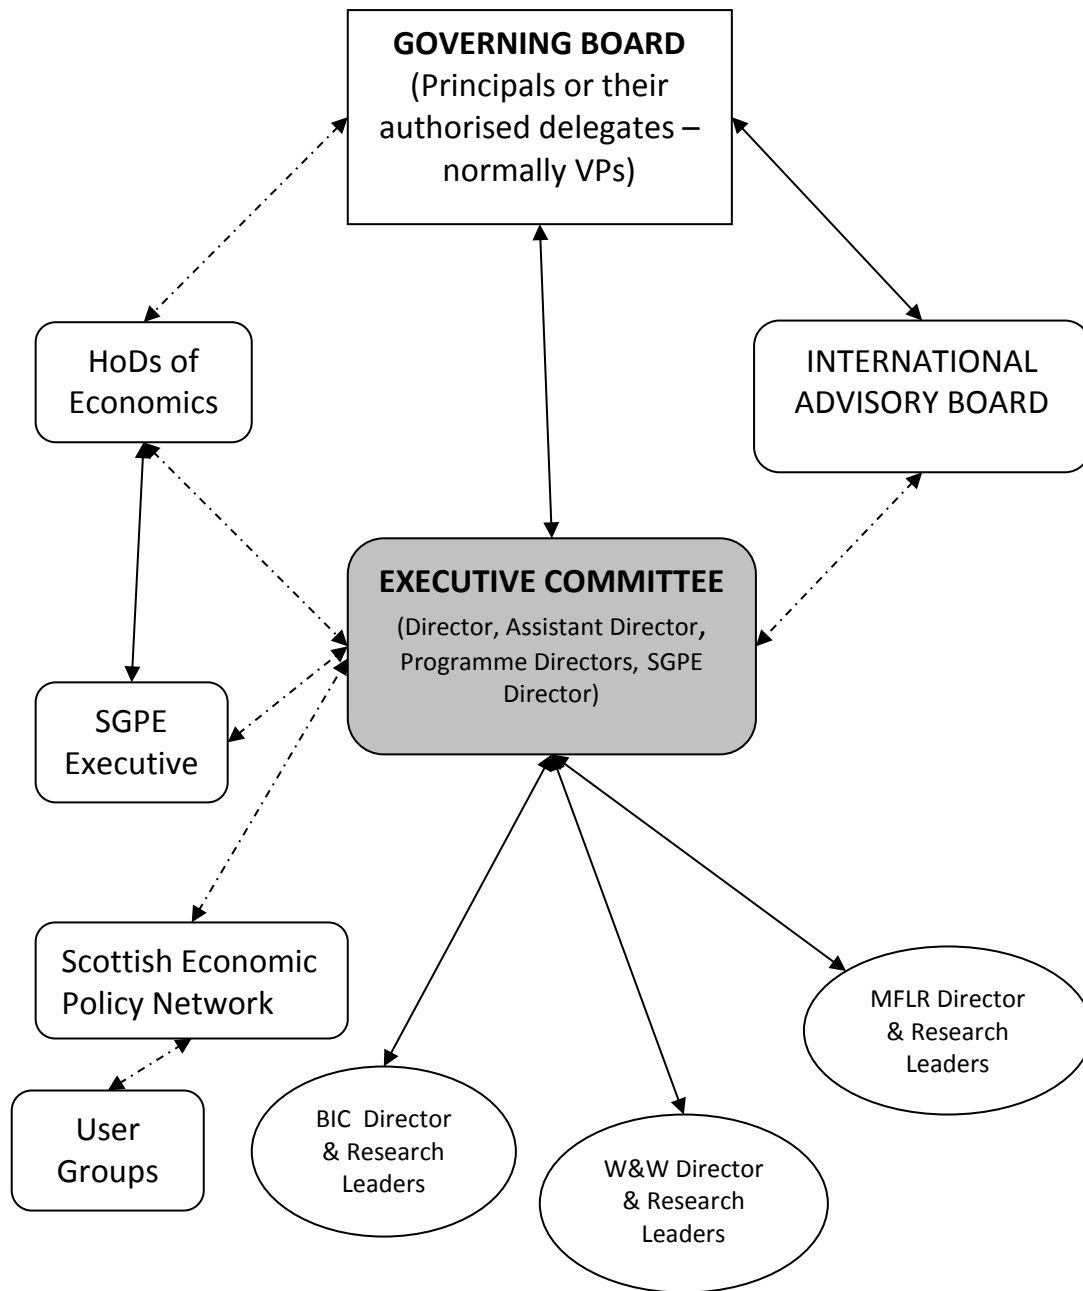 GOVERNING BOARD
(Principals or their
authorised delegates –
normally VPs)
HoDs of
Economics
INTERNATIONAL
ADVISORY BOARD
EXECUTIVE COMMITTEE
(Director, Assistant Director,
Programme Directors, SGPE
Director)
SGPE
Executive
Scottish Economic
Policy Network
User
Groups
BIC  Director
& Research
Leaders
W&W Director
& Research
Leaders
MFLR Director
& Research
Leaders